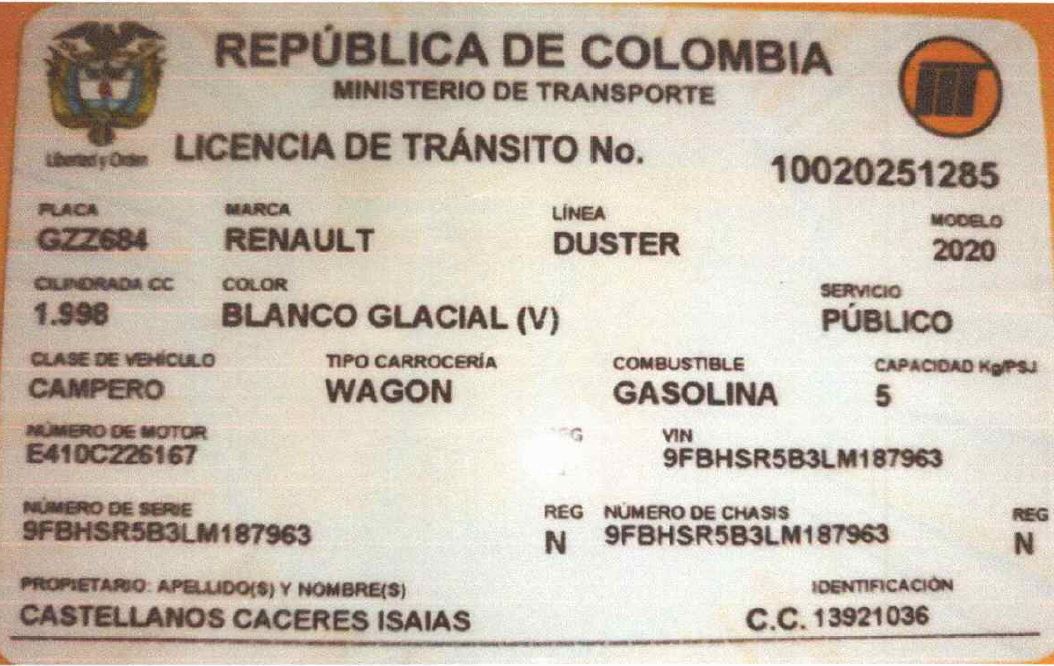 REPÚBLICA DE COLOMBIA
MINISTERIO DE TRANSPORTE
Libertad y Orden
LICENCIA DE TRÁNSITO No. 10020251285
PLACA MARCA LÍNEA MODELO
GZZ684 RENAULT DUSTER 2020
CILINDRADA CC COLOR SERVICIO
1.998 BLANCO GLACIAL (V) PÚBLICO
CLASE DE VEHÍCULO TIPO CARROCERÍA COMBUSTIBLE CAPACIDAD Kg/PSJ
CAMPERO WAGON GASOLINA 5
NÚMERO DE MOTOR VIN
E410C226167 9FBHSR5B3LM187963
NÚMERO DE SERIE REG NÚMERO DE CHASIS REG
9FBHSR5B3LM187963 N 9FBHSR5B3LM187963 N
PROPIETARIO: APELLIDO(S) Y NOMBRE(S) IDENTIFICACIÓN
CASTELLANOS CACERES ISAIAS C.C. 13921036